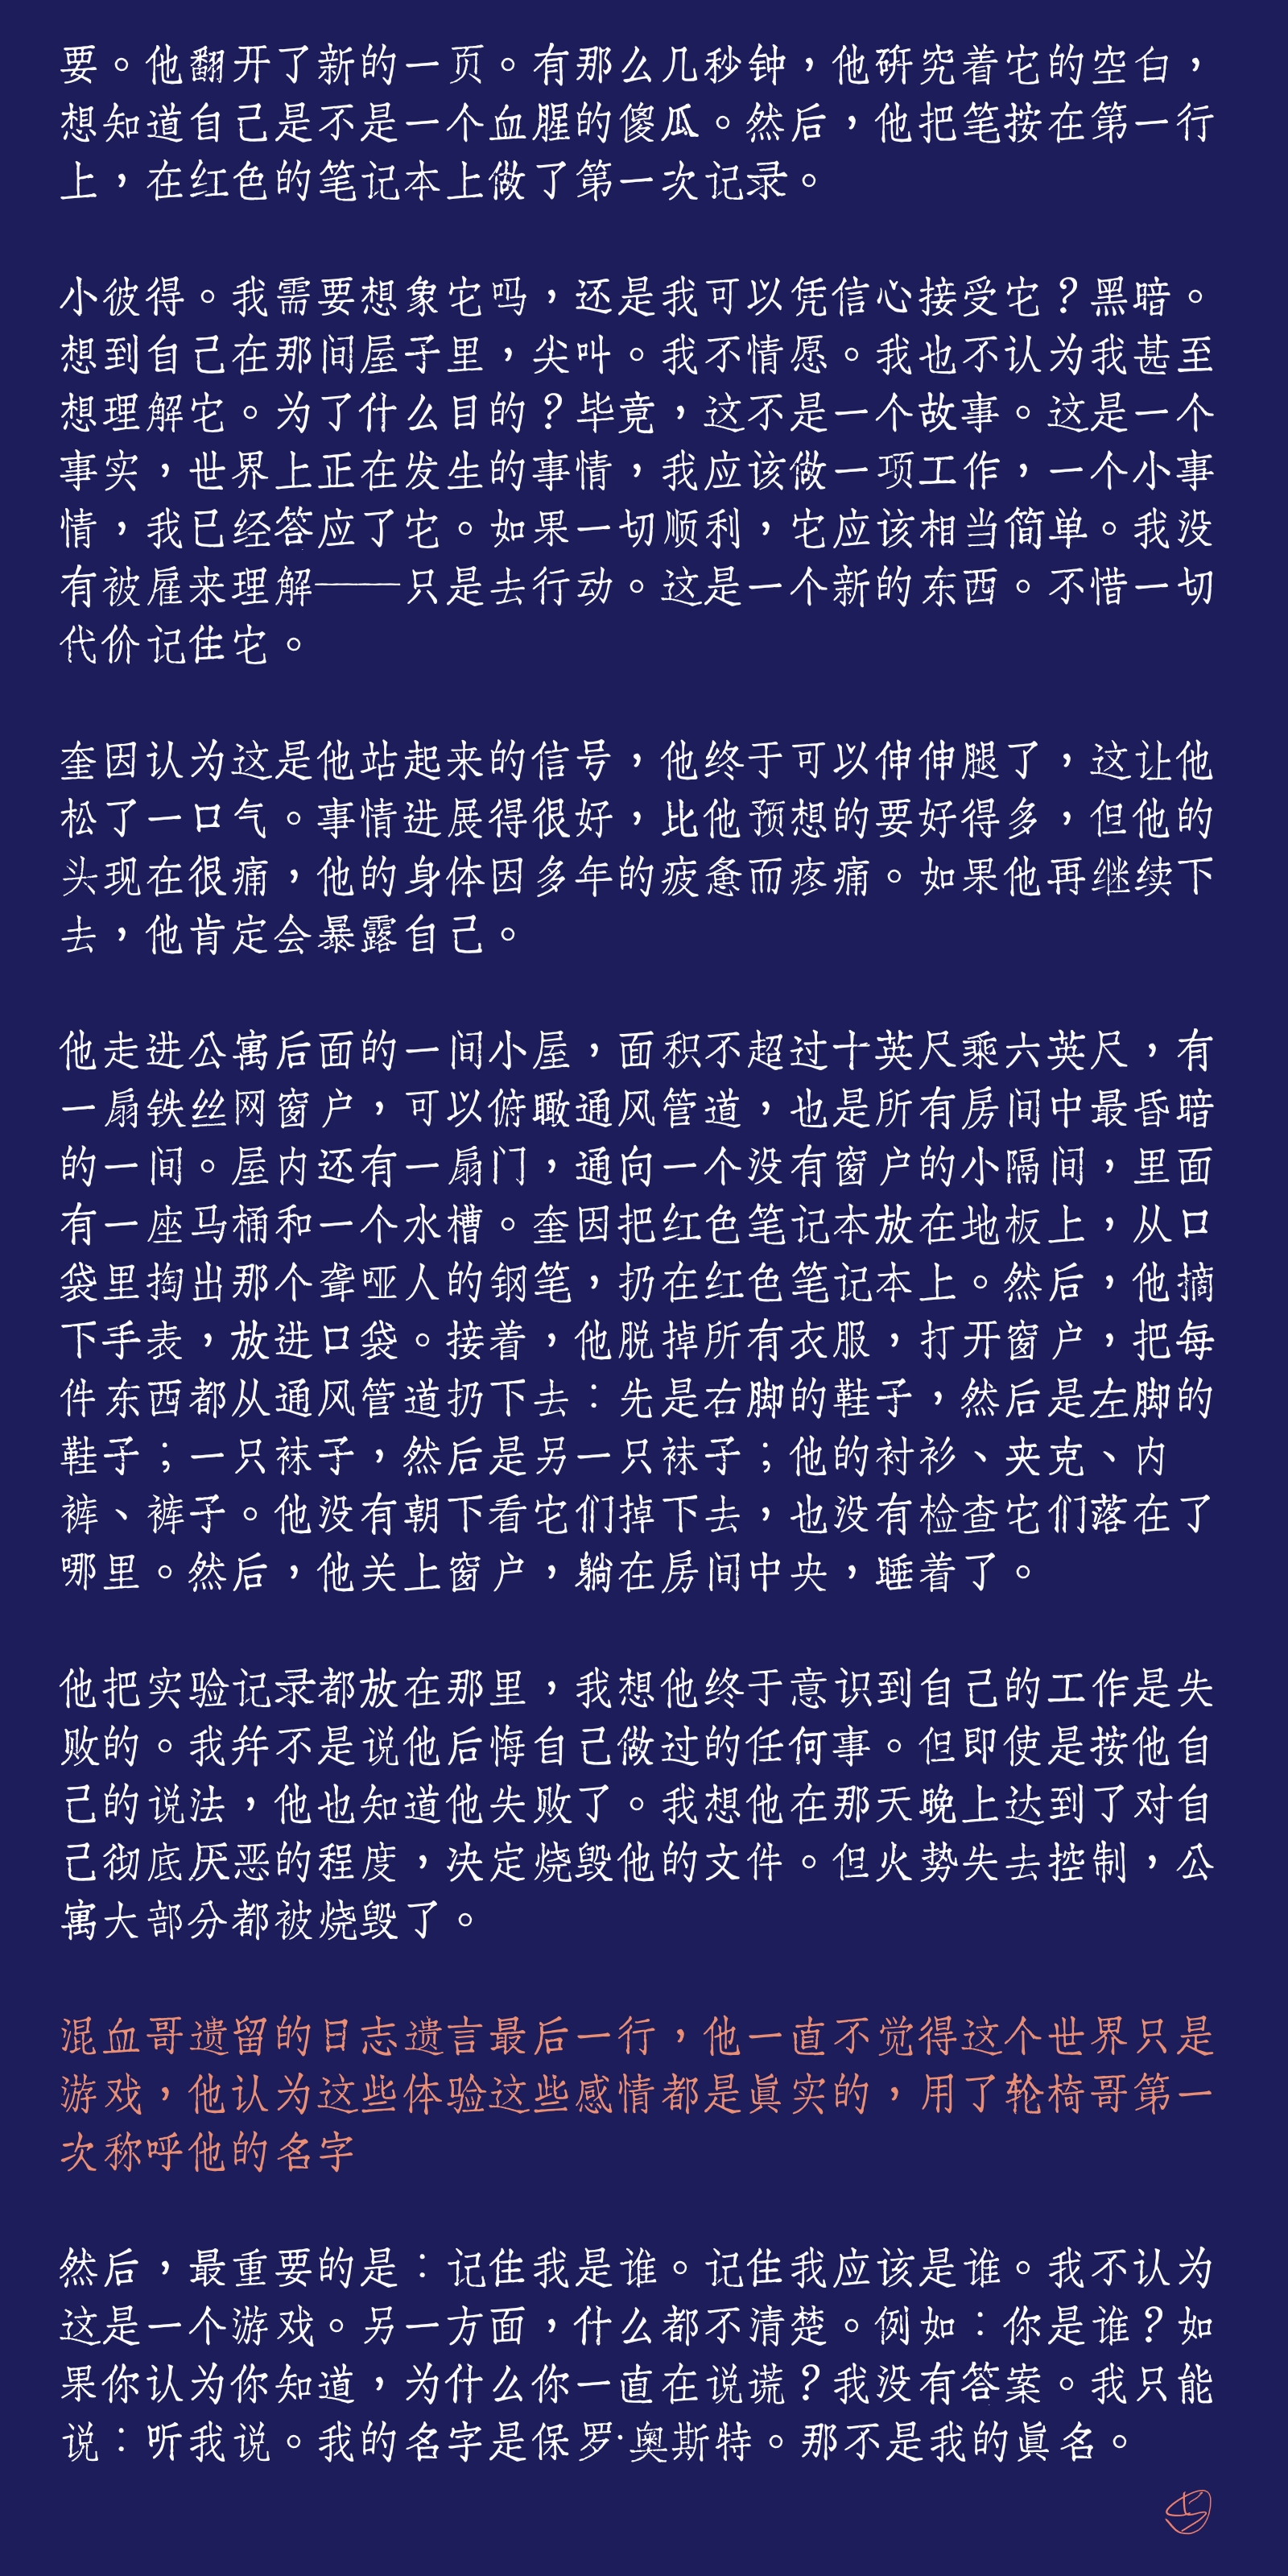 要。他翻开了新的一页。有那么几秒钟，他研究着它的空白，
想知道自己是不是一个血腥的傻瓜。然后，他把笔按在第一行
上，在红色的笔记本上做了第一次记录。
小彼得。我需要想象它吗，还是我可以凭信心接受它？黑暗。
想到自己在那间屋子里，尖叫。我不情愿。我也不认为我甚至
想理解它。为了什么目的？毕竟，这不是一个故事。这是一个
事实，世界上正在发生的事情，我应该做一项工作，一个小事
情，我已经答应了它。如果一切顺利，它应该相当简单。我没
有被雇来理解——只是去行动。这是一个新的东西。不惜一切
代价记住它。
奎因认为这是他站起来的信号，他终于可以伸伸腿了，这让他
松了一口气。事情进展得很好，比他预想的要好得多，但他的
头现在很痛，他的身体因多年的疲惫而疼痛。如果他再继续下
去，他肯定会暴露自己。
他走进公寓后面的一间小屋，面积不超过十英尺乘六英尺，有
一扇铁丝网窗户，可以俯瞰通风管道，也是所有房间中最昏暗
的一间。屋内还有一扇门，通向一个没有窗户的小隔间，里面
有一座马桶和一个水槽。奎因把红色笔记本放在地板上，从口
袋里掏出那个聋哑人的钢笔，扔在红色笔记本上。然后，他摘
下手表，放进口袋。接着，他脱掉所有衣服，打开窗户，把每
件东西都从通风管道扔下去：先是右脚的鞋子，然后是左脚的
鞋子；一只袜子，然后是另一只袜子；他的衬衫、夹克、内
裤、裤子。他没有朝下看它们掉下去，也没有检查它们落在了
哪里。然后，他关上窗户，躺在房间中央，睡着了。
他把实验记录都放在那里，我想他终于意识到自己的工作是失
败的。我并不是说他后悔自己做过的任何事。但即使是按他自
己的说法，他也知道他失败了。我想他在那天晚上达到了对自
己彻底厌恶的程度，决定烧毁他的文件。但火势失去控制，公
寓大部分都被烧毁了。
混血哥遗留的日志遗言最后一行，他一直不觉得这个世界只是
游戏，他认为这些体验这些感情都是真实的，用了轮椅哥第一
次称呼他的名字
然后，最重要的是：记住我是谁。记住我应该是谁。我不认为
这是一个游戏。另一方面，什么都不清楚。例如：你是谁？如
果你认为你知道，为什么你一直在说谎？我没有答案。我只能
说：听我说。我的名字是保罗·奥斯特。那不是我的真名。